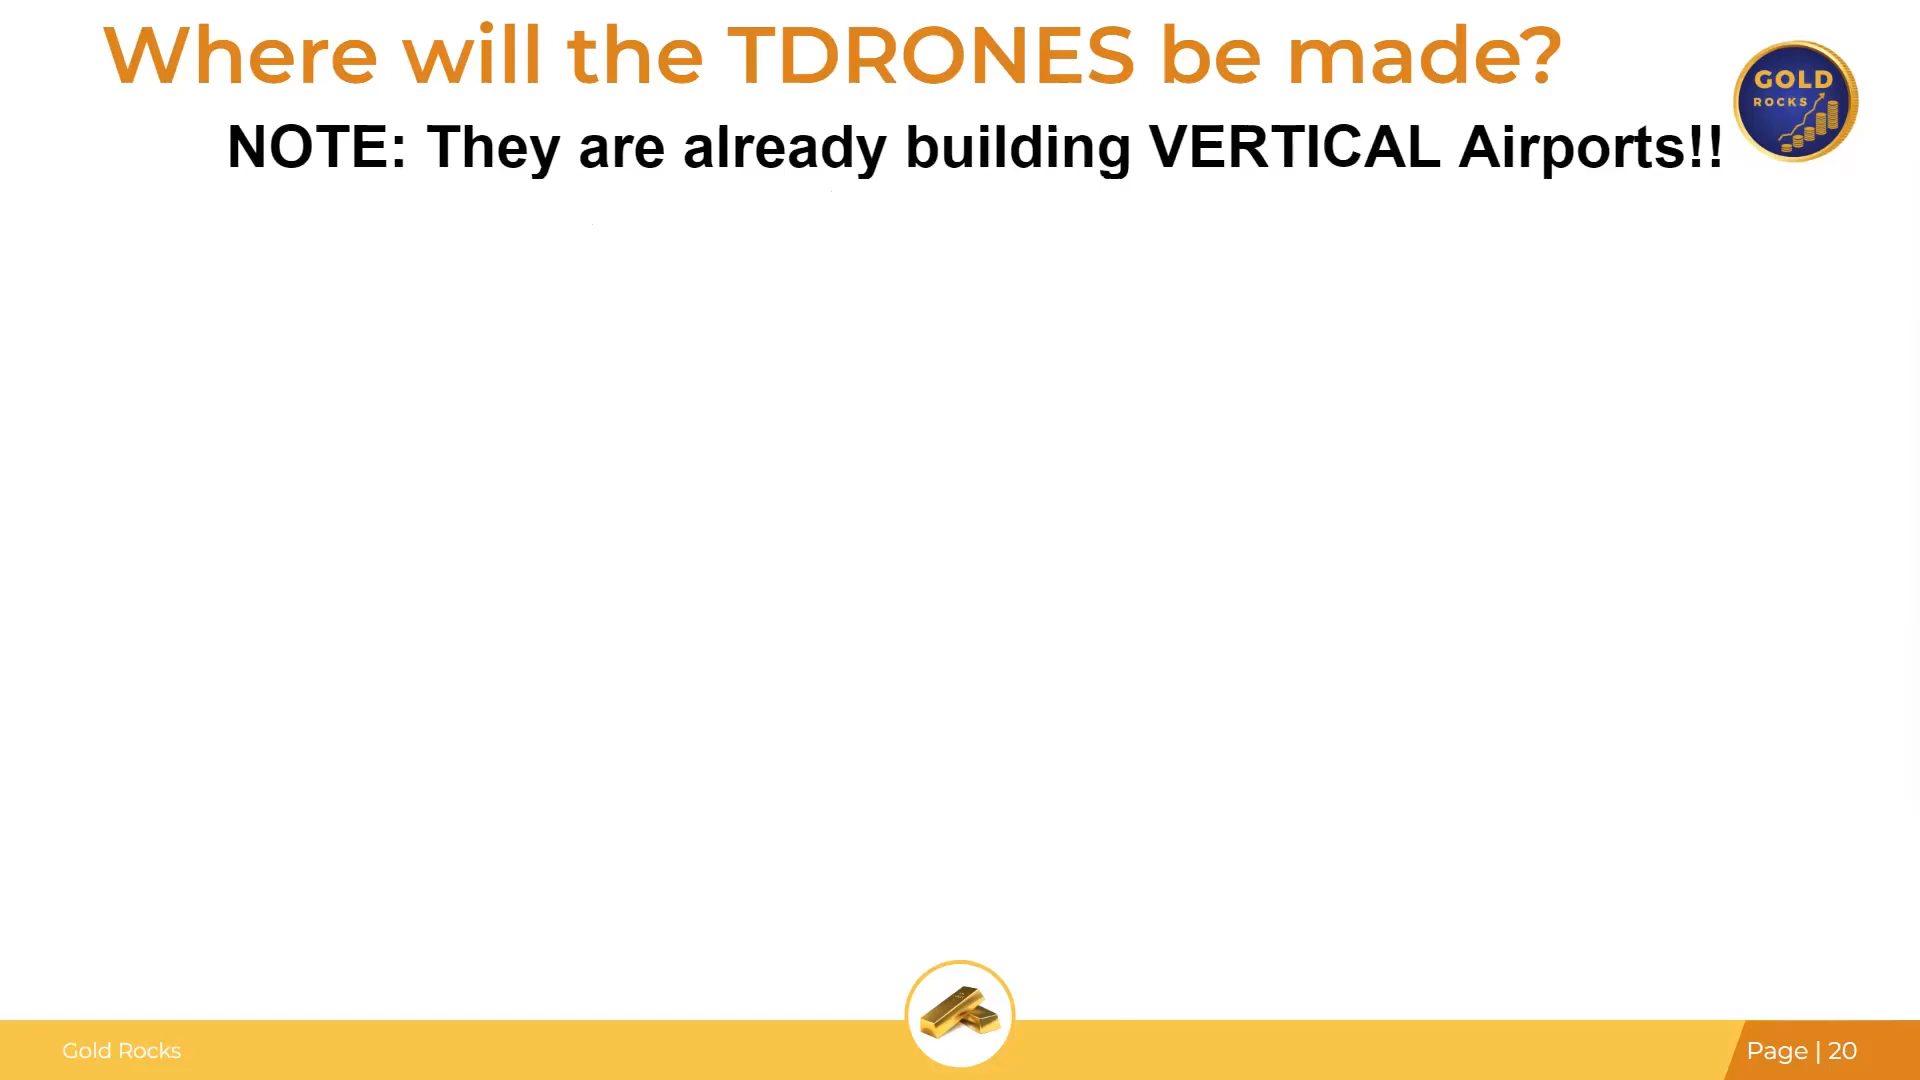 Where will the TDRONES be made?
NOTE: They are already building VERTICAL Airports!!
GOLD
ROCKS
Gold Rocks
Page | 20